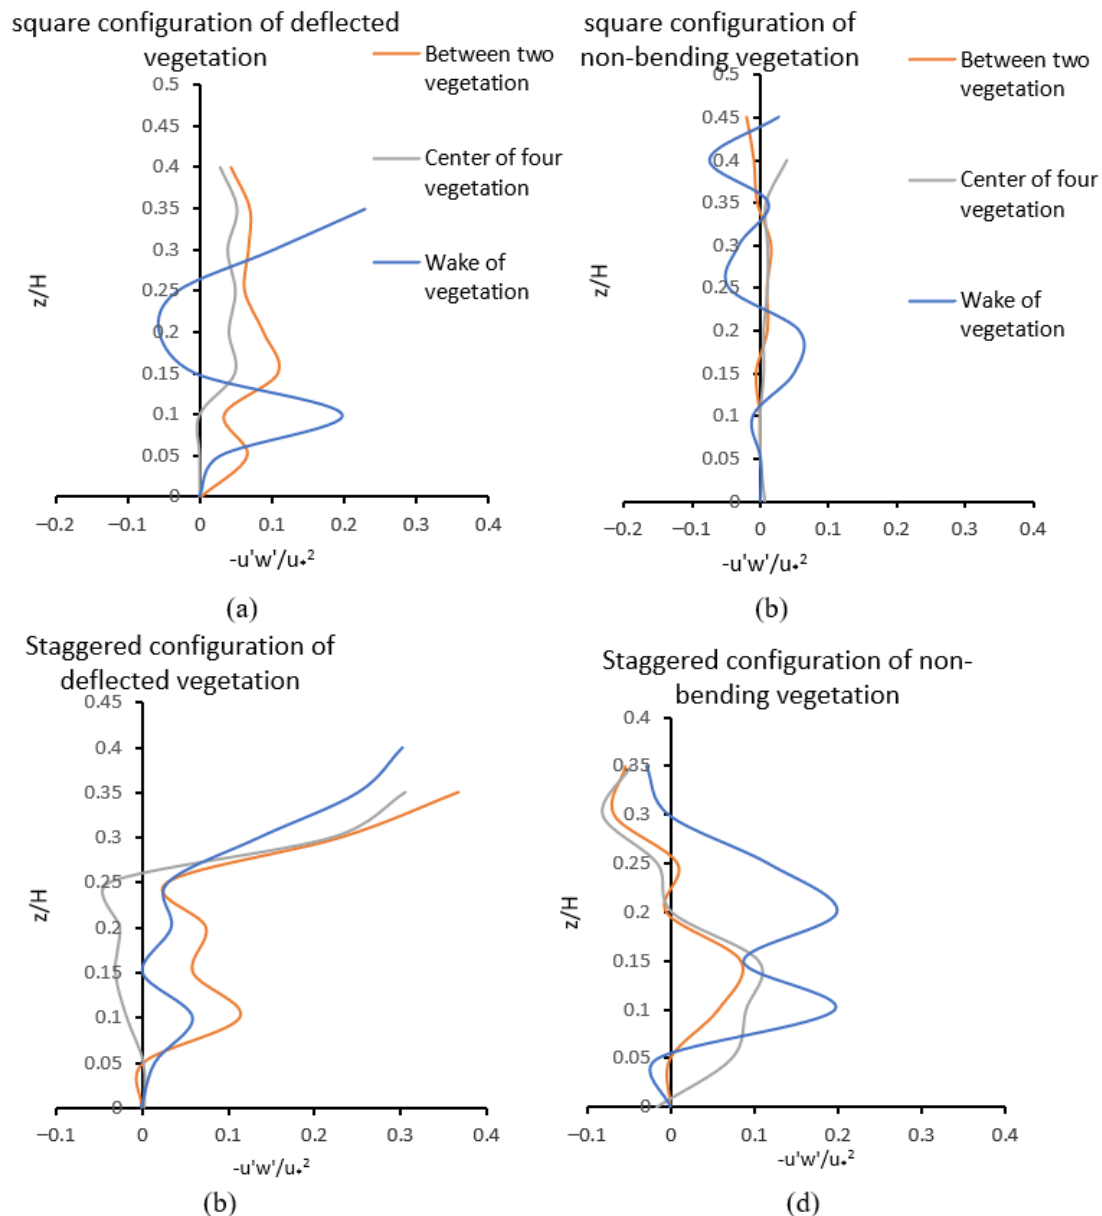 square configuration of deflected
vegetation
Between two
vegetation
Center of four
vegetation
Wake of
vegetation
0.5
0.45
0.4
0.35
0.3
0.25
0.2
0.15
0.1
0.05
0
z/H
−0.2 −0.1 0 0.1 0.2 0.3 0.4
-u'w'/u*²
(a)
square configuration of
non-bending vegetation
Between two
vegetation
Center of four
vegetation
Wake of
vegetation
0.5
0.45
0.4
0.35
0.3
0.25
0.2
0.15
0.1
0.05
0
z/H
−0.2 −0.1 0 0.1 0.2 0.3 0.4
-u'w'/u*²
(b)
Staggered configuration of
deflected vegetation
0.45
0.4
0.35
0.3
0.25
0.2
0.15
0.1
0.05
0
z/H
−0.1 0 0.1 0.2 0.3 0.4
-u'w'/u*²
(b)
Staggered configuration of non-
bending vegetation
0.4
0.35
0.3
0.25
0.2
0.15
0.1
0.05
0
z/H
−0.1 0 0.1 0.2 0.3 0.4
-u'w'/u*²
(d)